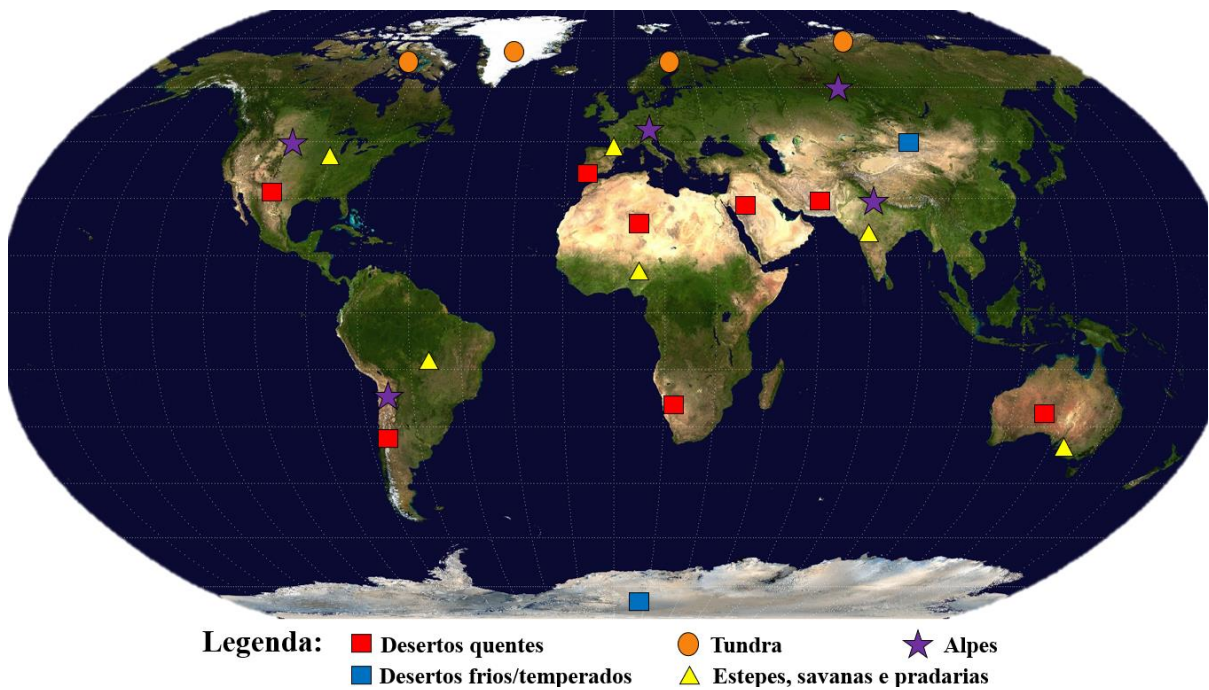 Legenda: Desertos quentes Tundra Alpes
Desertos frios/temperados Estepes, savanas e pradarias